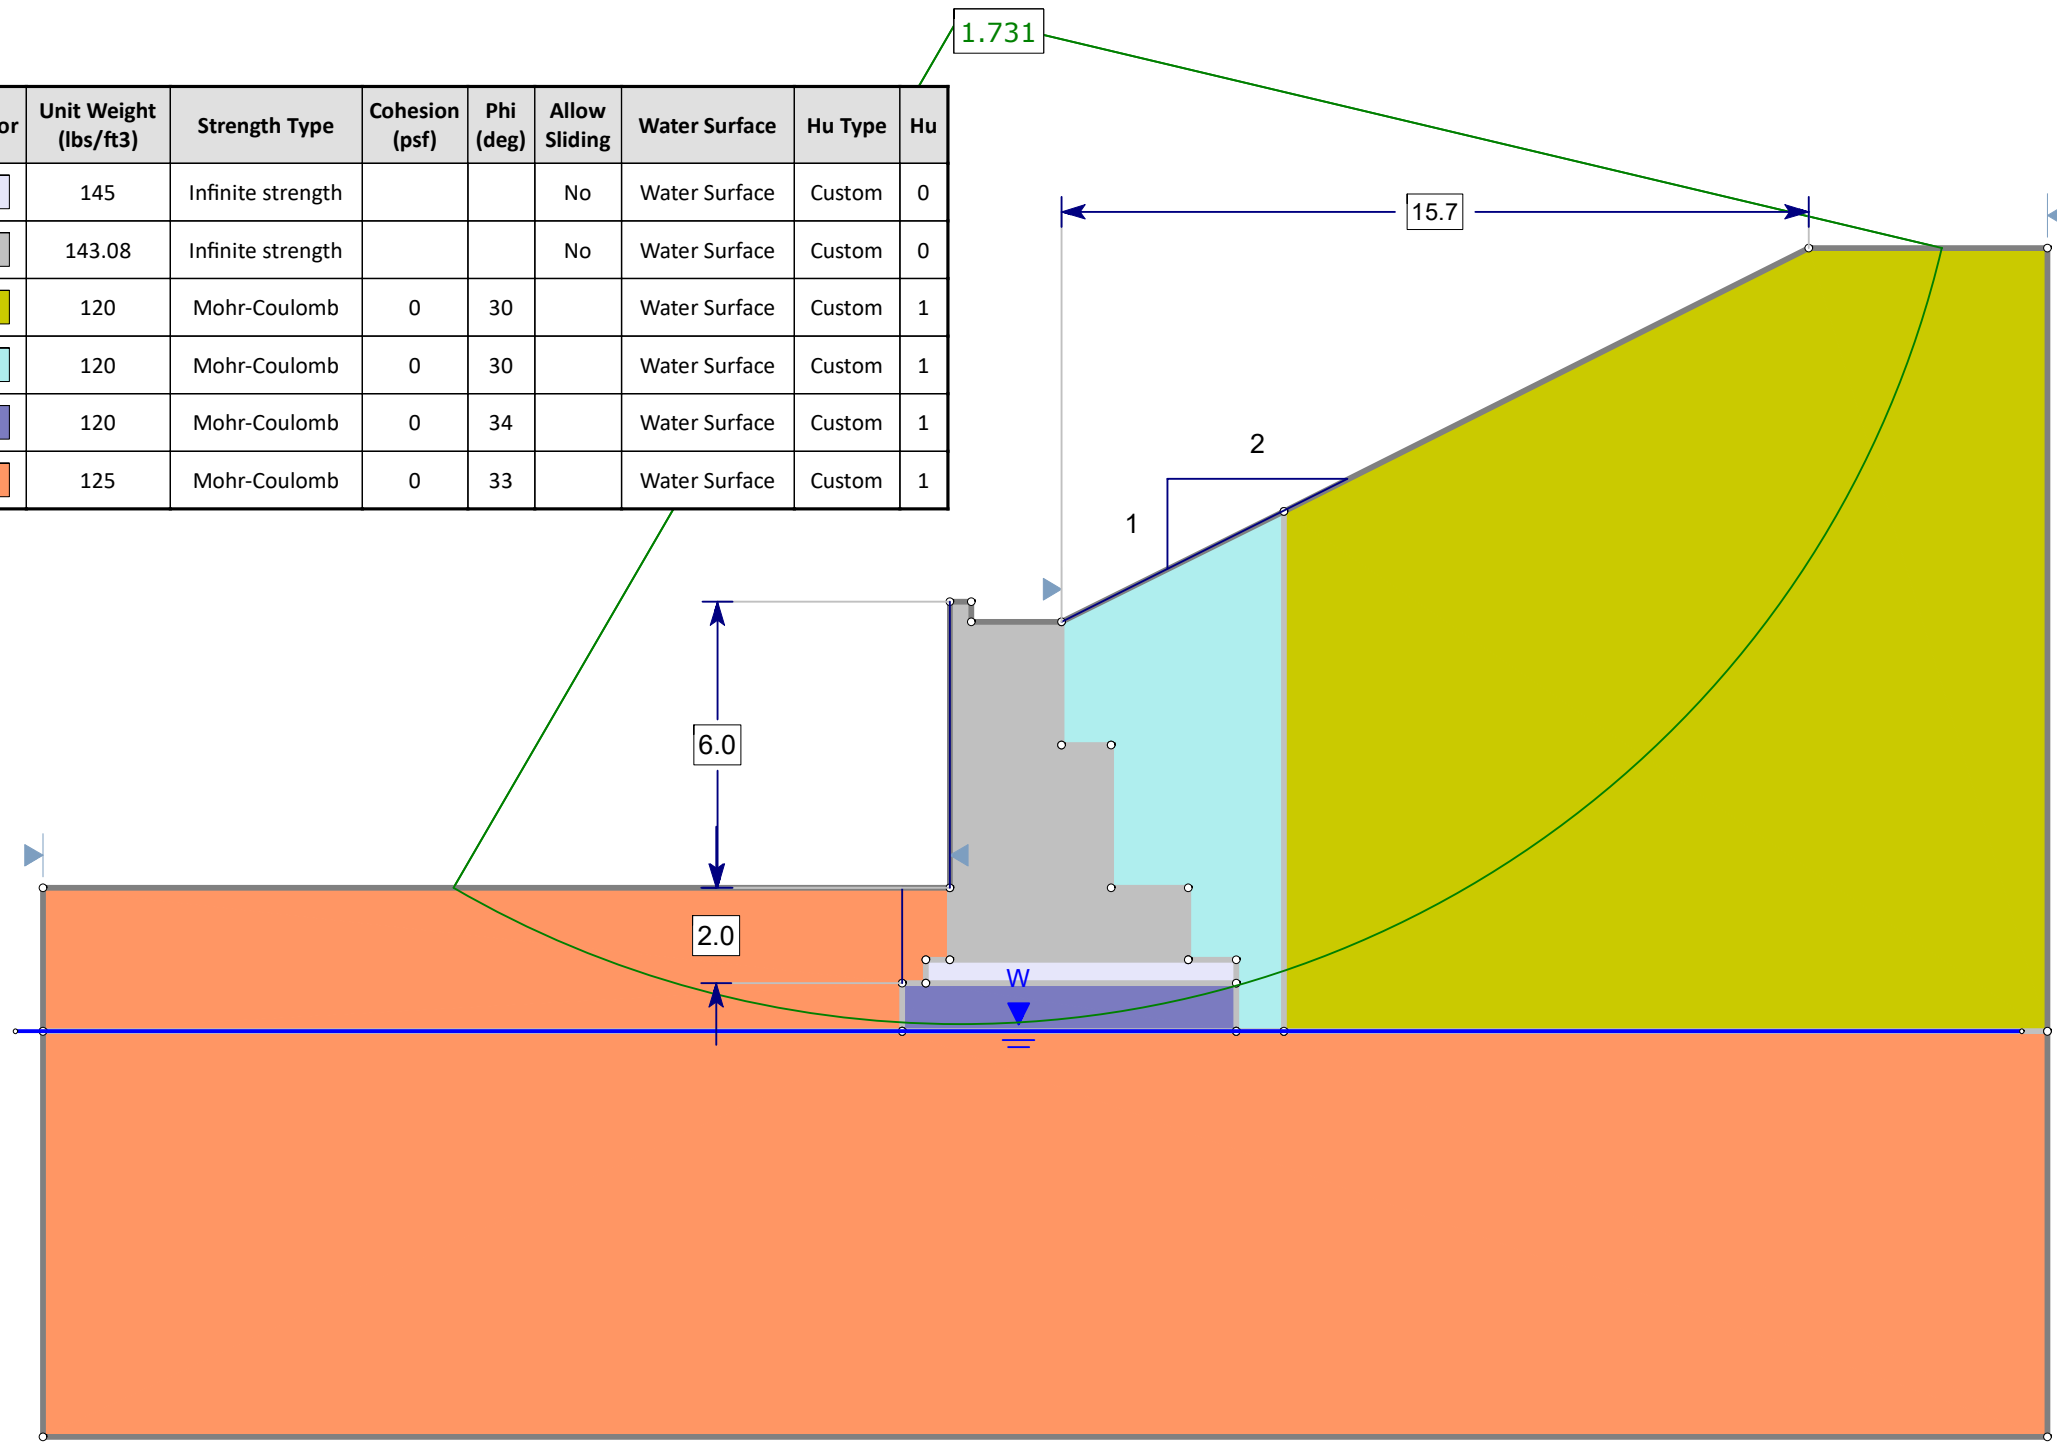 1.731
or Unit Weight (lbs/ft3) Strength Type Cohesion (psf) Phi (deg) Allow Sliding Water Surface Hu Type Hu
145 Infinite strength No Water Surface Custom 0
143.08 Infinite strength No Water Surface Custom 0
120 Mohr-Coulomb 0 30 Water Surface Custom 1
120 Mohr-Coulomb 0 30 Water Surface Custom 1
120 Mohr-Coulomb 0 34 Water Surface Custom 1
125 Mohr-Coulomb 0 33 Water Surface Custom 1
15.7
2
1
6.0
2.0
W